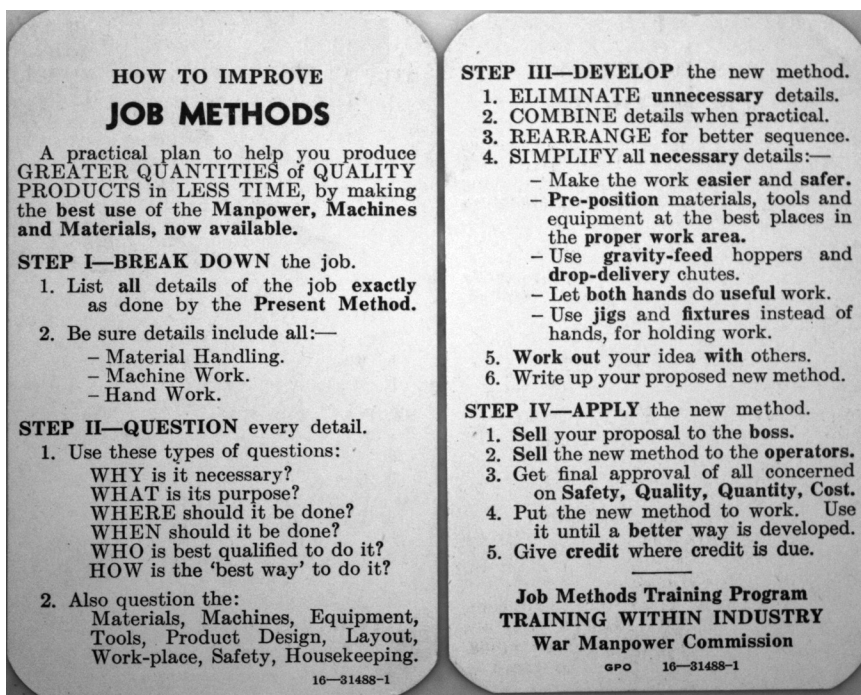 HOW TO IMPROVE
JOB METHODS
A practical plan to help you produce
GREATER QUANTITIES of QUALITY
PRODUCTS in LESS TIME, by making
the best use of the Manpower, Machines
and Materials, now available.
STEP I—BREAK DOWN the job.
1. List all details of the job exactly
as done by the Present Method.
2. Be sure details include all:—
– Material Handling.
– Machine Work.
– Hand Work.
STEP II—QUESTION every detail.
1. Use these types of questions:
WHY is it necessary?
WHAT is its purpose?
WHERE should it be done?
WHEN should it be done?
WHO is best qualified to do it?
HOW is the ‘best way’ to do it?
2. Also question the:
Materials, Machines, Equipment,
Tools, Product Design, Layout,
Work-place, Safety, Housekeeping.
16—31488-1
STEP III—DEVELOP the new method.
1. ELIMINATE unnecessary details.
2. COMBINE details when practical.
3. REARRANGE for better sequence.
4. SIMPLIFY all necessary details:—
– Make the work easier and safer.
– Pre-position materials, tools and
equipment at the best places in
the proper work area.
– Use gravity-feed hoppers and
drop-delivery chutes.
– Let both hands do useful work.
– Use jigs and fixtures instead of
hands, for holding work.
5. Work out your idea with others.
6. Write up your proposed new method.
STEP IV—APPLY the new method.
1. Sell your proposal to the boss.
2. Sell the new method to the operators.
3. Get final approval of all concerned
on Safety, Quality, Quantity, Cost.
4. Put the new method to work. Use
it until a better way is developed.
5. Give credit where credit is due.
Job Methods Training Program
TRAINING WITHIN INDUSTRY
War Manpower Commission
GPO 16—31488-1